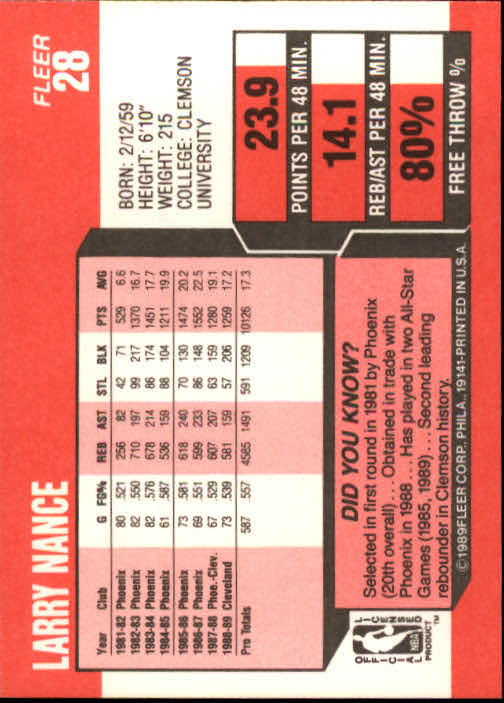 LARRY NANCE
FLEER
28
BORN: 2/12/59
HEIGHT: 6'10"
WEIGHT: 215
COLLEGE: CLEMSON
UNIVERSITY
Year Club G FG% REB AST STL BLK PTS AVG
1981-82 Phoenix 80 .521 256 82 42 71 529 6.6
1982-83 Phoenix 82 .550 710 197 99 217 1370 16.7
1983-84 Phoenix 82 .576 678 214 86 174 1451 17.7
1984-85 Phoenix 61 .587 536 159 88 104 1211 19.9
1985-86 Phoenix 73 .581 618 240 70 130 1474 20.2
1986-87 Phoenix 69 .551 599 233 86 148 1552 22.5
1987-88 Phoe.-Clev. 67 .529 607 207 63 159 1280 19.1
1988-89 Cleveland 73 .539 581 159 57 206 1259 17.2
Pro Totals 587 .557 4585 1491 591 1209 10126 17.3
23.9
POINTS PER 48 MIN.
14.1
REB/AST PER 48 MIN.
80%
FREE THROW %
DID YOU KNOW?
Selected in first round in 1981 by Phoenix
(20th overall) . . . Obtained in trade with
Phoenix in 1988 . . . Has played in two All-Star
Games (1985, 1989) . . . Second leading
rebounder in Clemson history.
OFFICIAL
LICENSED
NBA
PRODUCT™
©1989 FLEER CORP., PHILA., 19141-PRINTED IN U.S.A.